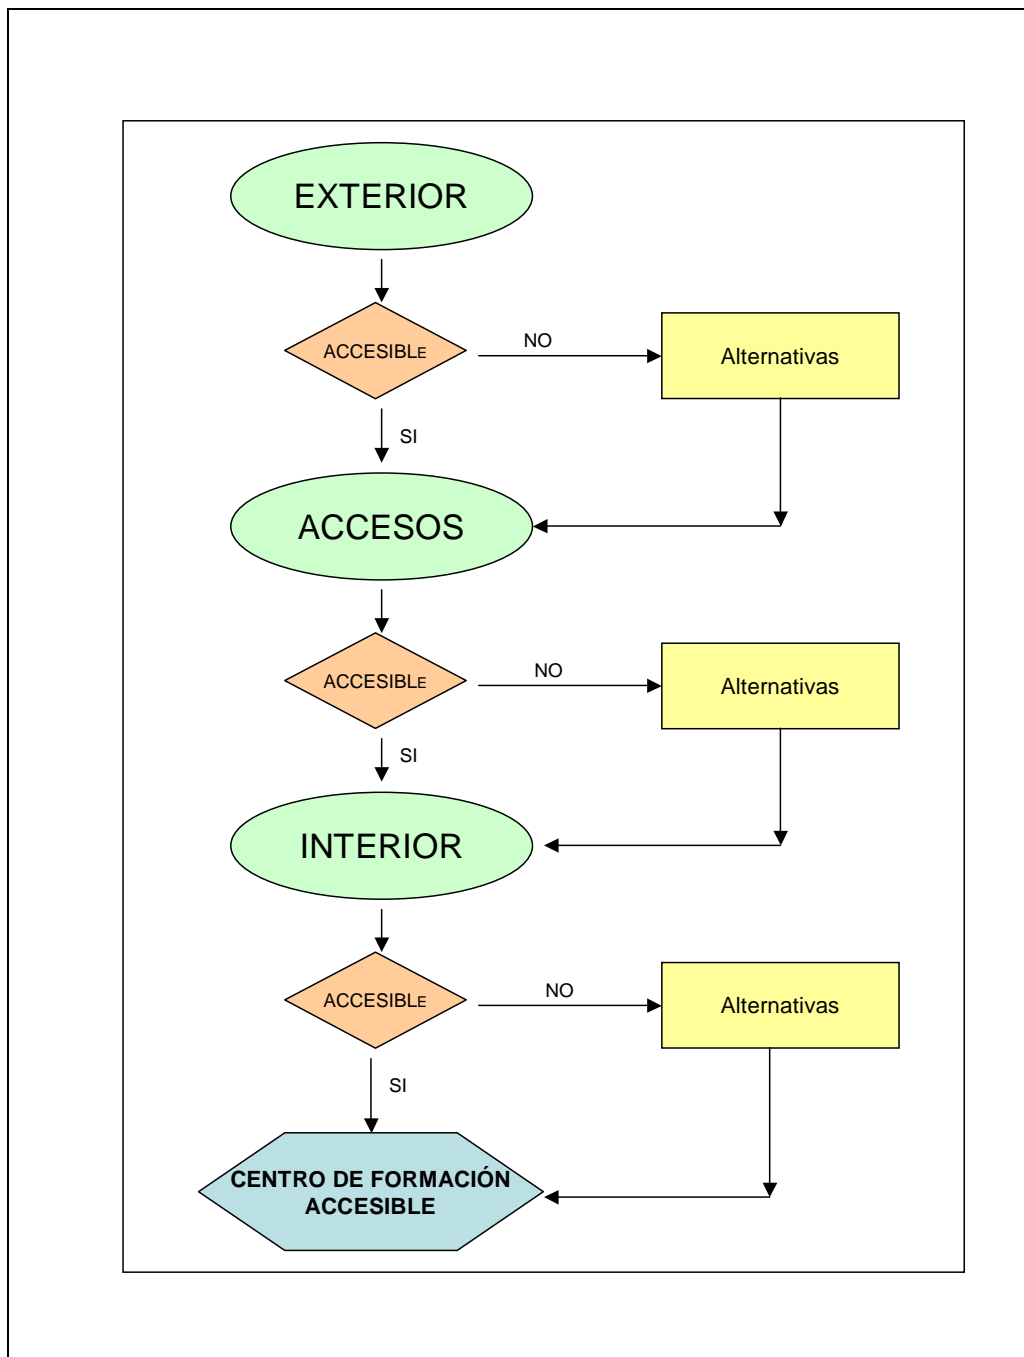 EXTERIOR
ACCESIBLE
NO
Alternativas
SI
ACCESOS
ACCESIBLE
NO
Alternativas
SI
INTERIOR
ACCESIBLE
NO
Alternativas
SI
CENTRO DE FORMACIÓN
ACCESIBLE